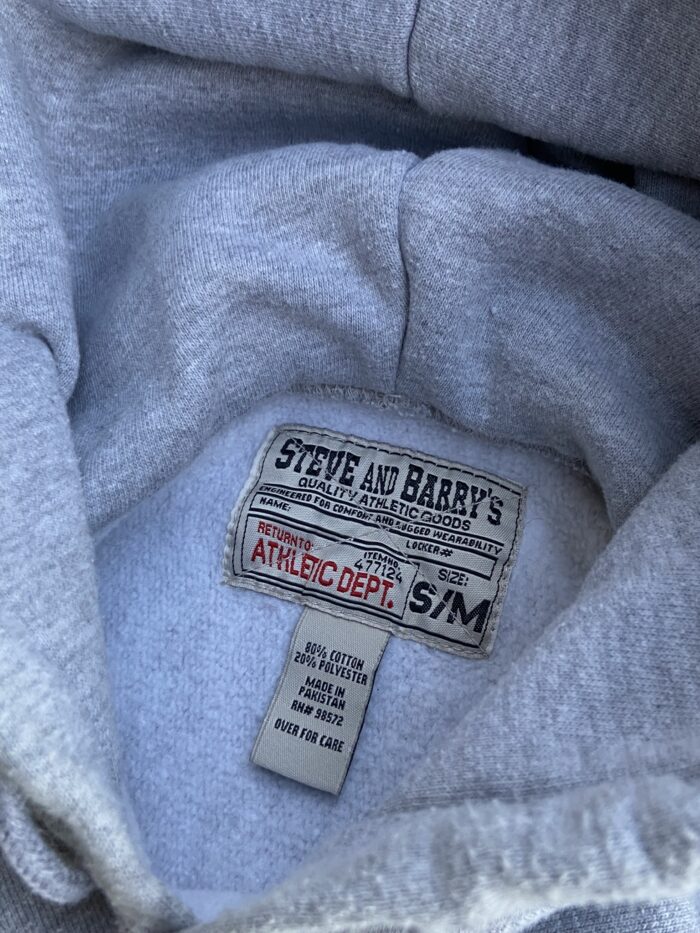 STEVE AND BARRY'S
QUALITY ATHLETIC GOODS
ENGINEERED FOR COMFORT AND RUGGED WEARABILITY
NAME:
LOCKER#
RETURN TO:
ATHLETIC DEPT.
ITEM NO.
477124
SIZE:
S/M
80% COTTON
20% POLYESTER
MADE IN
PAKISTAN
RN# 98572
OVER FOR CARE